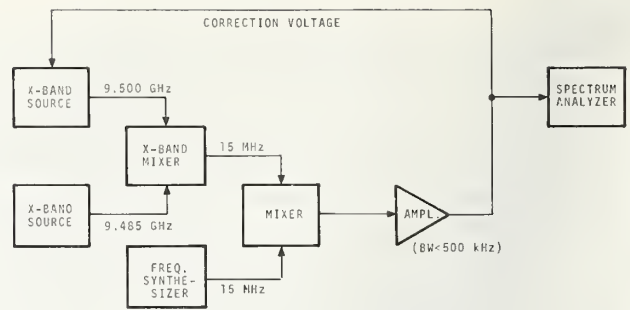 CORRECTION VOLTAGE
X-BAND
SOURCE
9.500 GHz
SPECTRUM
ANALYZER
X-BAND
MIXER
15 MHz
X-BAND
SOURCE
9.485 GHz
MIXER
AMPL.
(BW<500 kHz)
FREQ.
SYNTHE-
SIZER
15 MHz